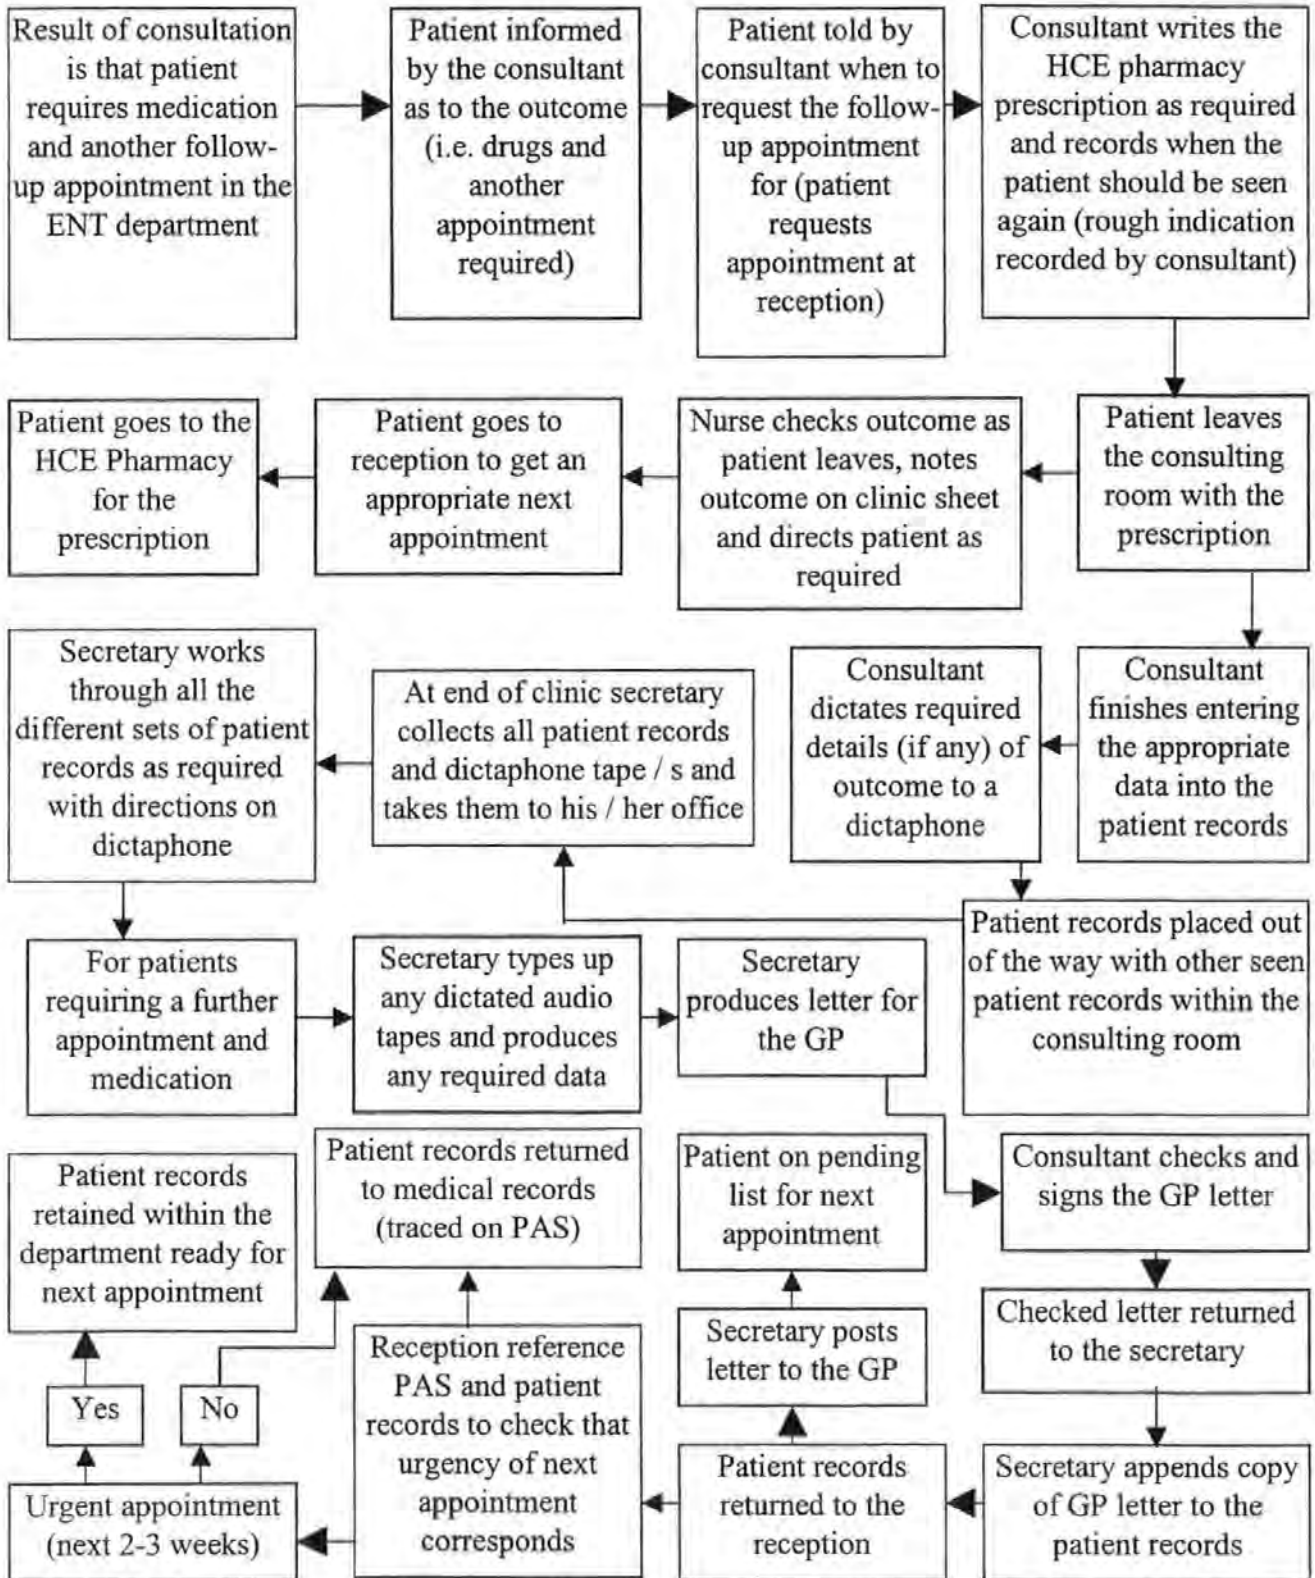 Result of consultation
is that patient
requires medication
and another follow-
up appointment in the
ENT department
Patient informed
by the consultant
as to the outcome
(i.e. drugs and
another
appointment
required)
Patient told by
consultant when to
request the follow-
up appointment
for (patient
requests
appointment at
reception)
Consultant writes the
HCE pharmacy
prescription as required
and records when the
patient should be seen
again (rough indication
recorded by consultant)
Patient leaves
the consulting
room with the
prescription
Nurse checks outcome as
patient leaves, notes
outcome on clinic sheet
and directs patient as
required
Patient goes to
reception to get an
appropriate next
appointment
Patient goes to the
HCE Pharmacy
for the
prescription
Consultant
finishes entering
the appropriate
data into the
patient records
Consultant
dictates required
details (if any) of
outcome to a
dictaphone
Patient records placed out
of the way with other seen
patient records within the
consulting room
At end of clinic secretary
collects all patient records
and dictaphone tape / s and
takes them to his / her office
Secretary works
through all the
different sets of patient
records as required
with directions on
dictaphone
For patients
requiring a further
appointment and
medication
Secretary types up
any dictated audio
tapes and produces
any required data
Secretary
produces letter for
the GP
Consultant checks and
signs the GP letter
Checked letter returned
to the secretary
Secretary appends copy
of GP letter to the
patient records
Patient records
returned to the
reception
Secretary posts
letter to the GP
Patient on pending
list for next
appointment
Reception reference
PAS and patient
records to check that
urgency of next
appointment
corresponds
Patient records returned
to medical records
(traced on PAS)
Urgent appointment
(next 2-3 weeks)
Yes
No
Patient records
retained within the
department ready for
next appointment